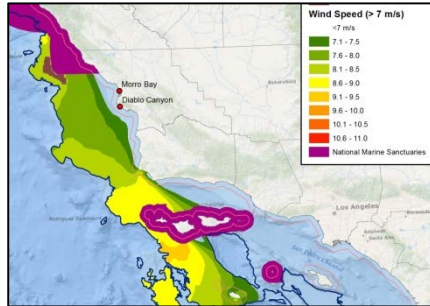 Wind Speed (> 7 m/s)
<7 m/s
7.1 - 7.5
7.6 - 8.0
8.1 - 8.5
8.6 - 9.0
9.1 - 9.5
9.6 - 10.0
10.1 - 10.5
10.6 - 11.0
National Marine Sanctuaries
Morro Bay
Diablo Canyon
Los Angeles